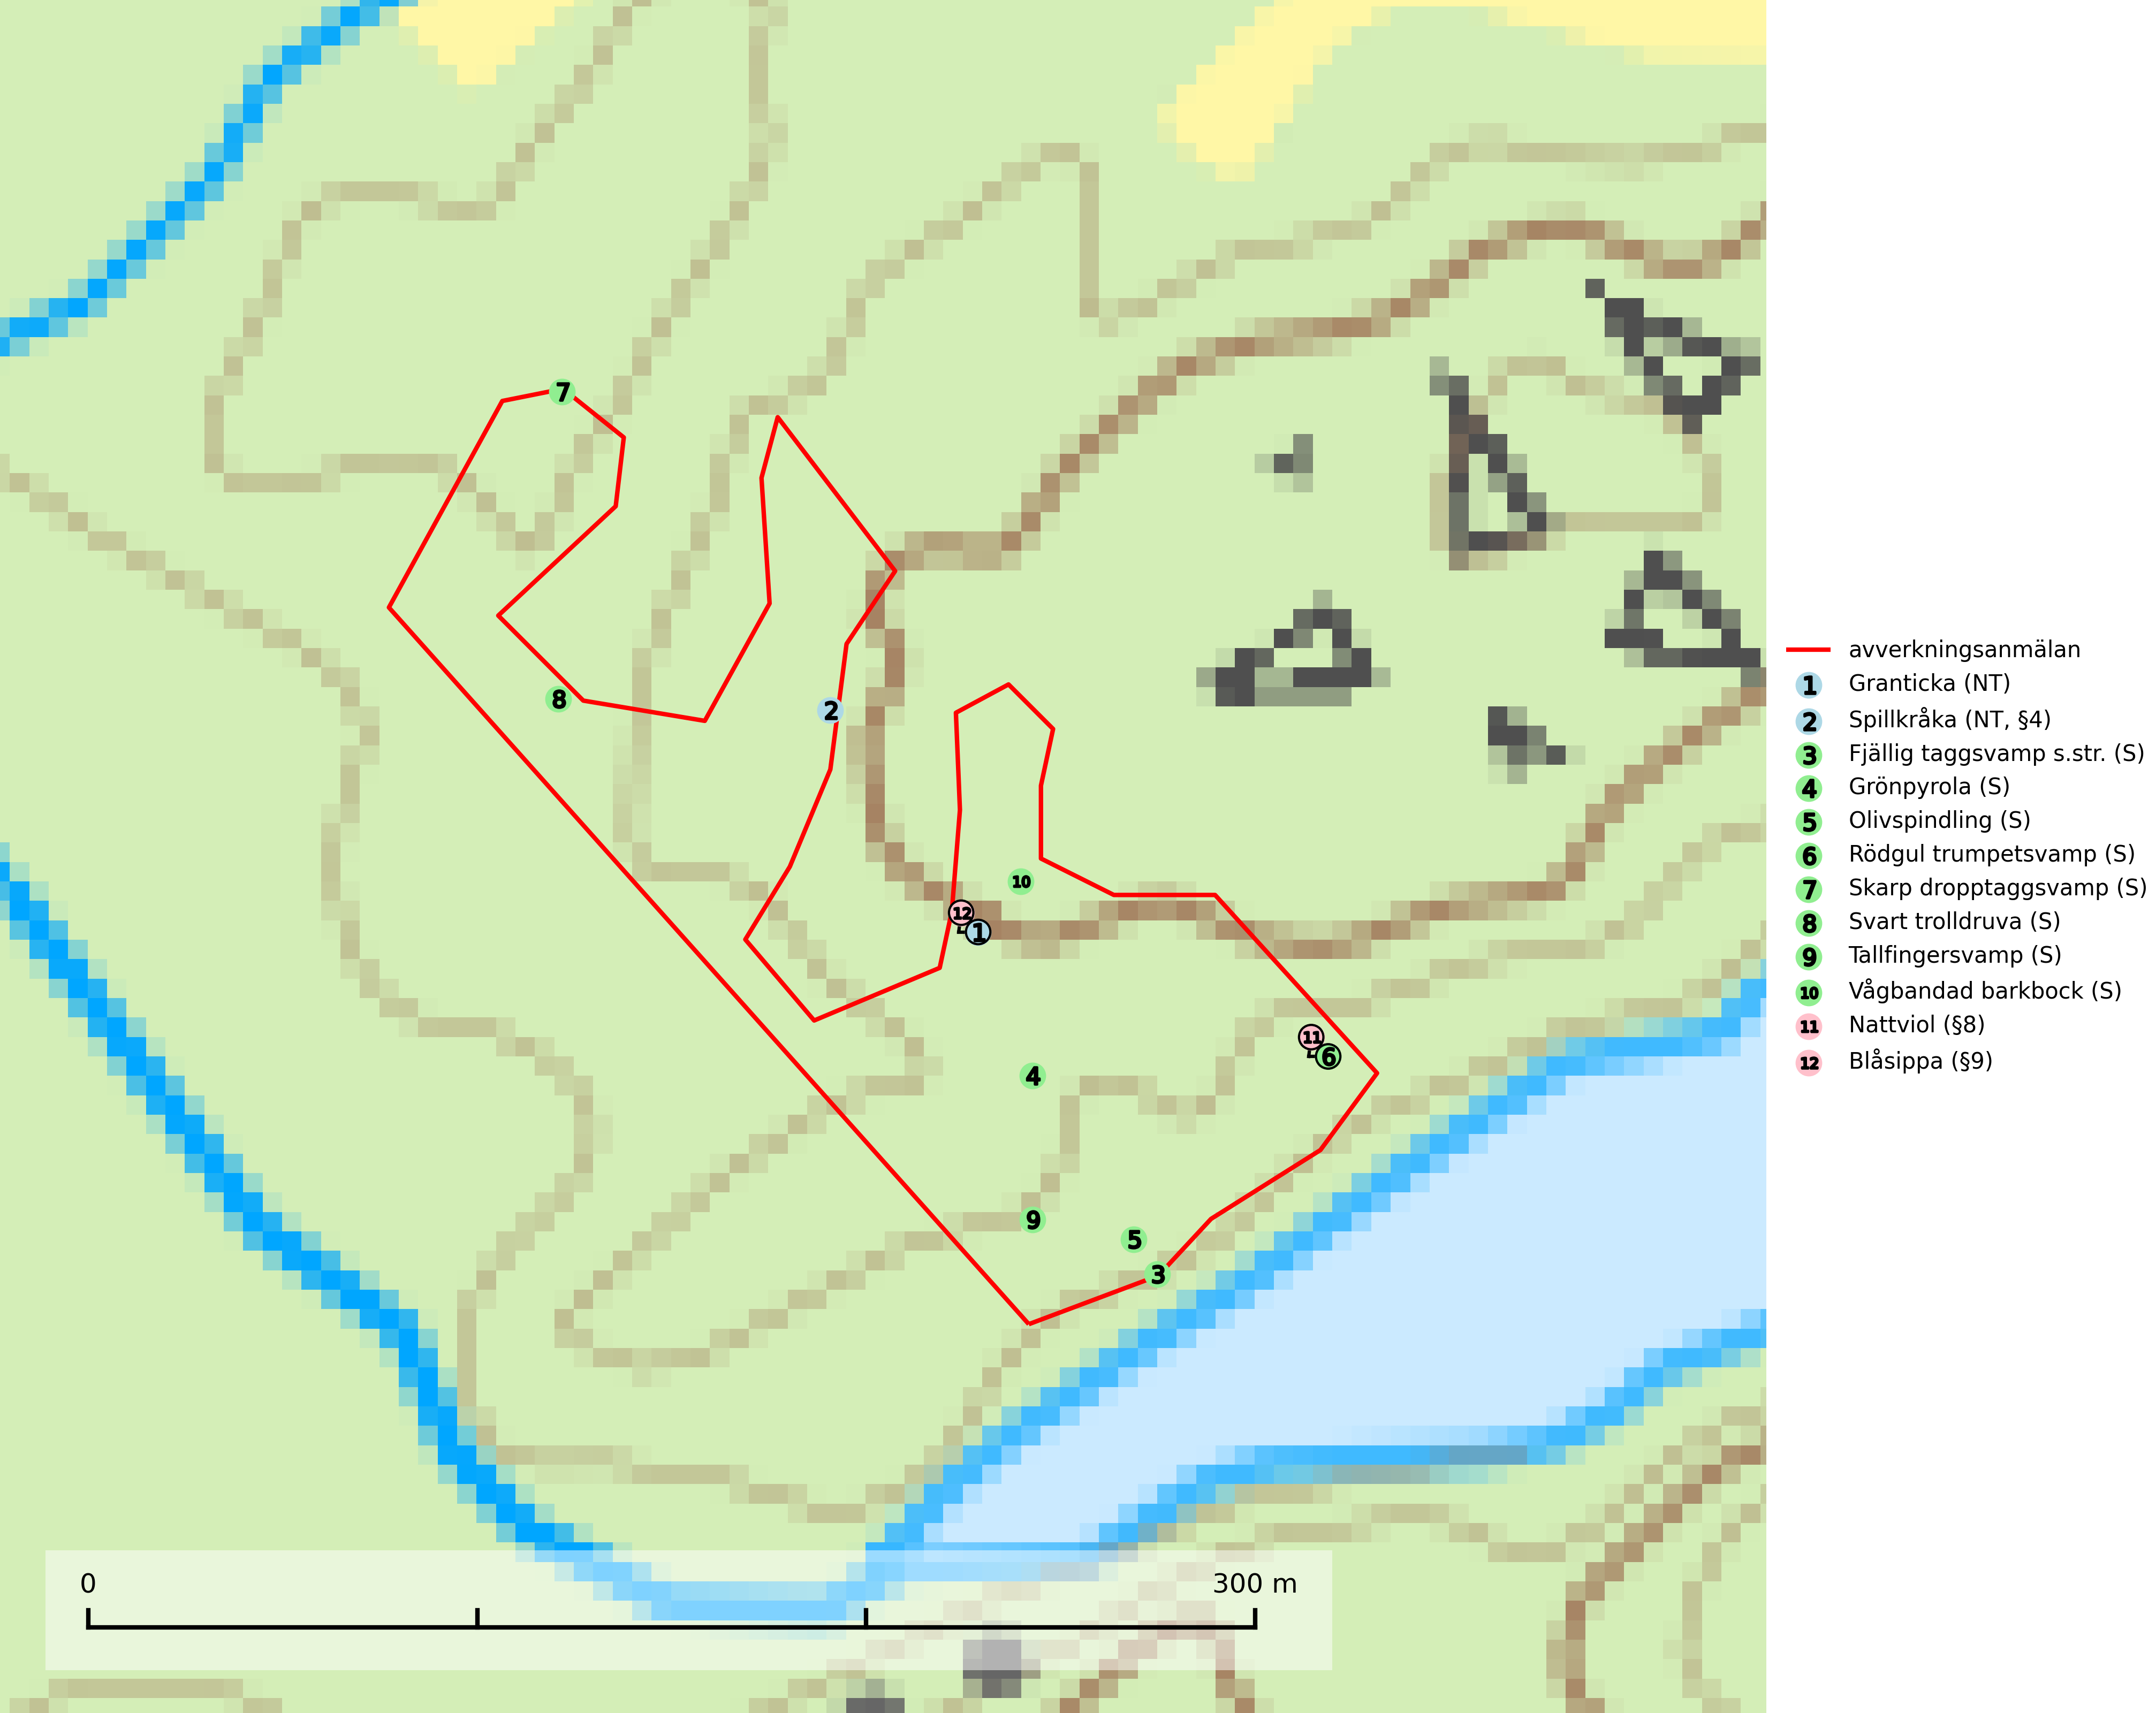 7
8
2
10
12
1
11
6
4
9
5
3
0
300 m
avverkningsanmälan
1 Granticka (NT)
2 Spillkråka (NT, §4)
3 Fjällig taggsvamp s.str. (S)
4 Grönpyrola (S)
5 Olivspindling (S)
6 Rödgul trumpetsvamp (S)
7 Skarp dropptaggsvamp (S)
8 Svart trolldruva (S)
9 Tallfingersvamp (S)
10 Vågbandad barkbock (S)
11 Nattviol (§8)
12 Blåsippa (§9)